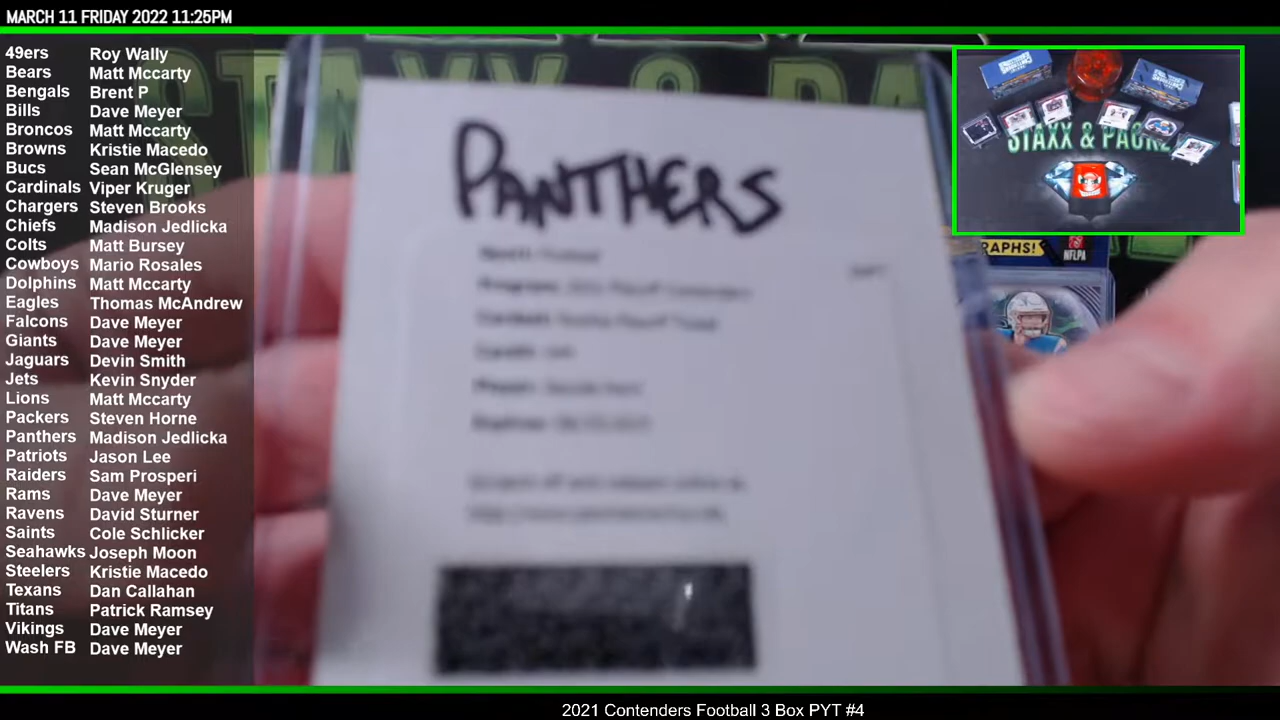 MARCH 11 FRIDAY 2022 11:25PM
49ers Roy Wally
Bears Matt Mccarty
Bengals Brent P
Bills Dave Meyer
Broncos Matt Mccarty
Browns Kristie Macedo
Bucs Sean McGlensey
Cardinals Viper Kruger
Chargers Steven Brooks
Chiefs Madison Jedlicka
Colts Matt Bursey
Cowboys Mario Rosales
Dolphins Matt Mccarty
Eagles Thomas McAndrew
Falcons Dave Meyer
Giants Dave Meyer
Jaguars Devin Smith
Jets Kevin Snyder
Lions Matt Mccarty
Packers Steven Horne
Panthers Madison Jedlicka
Patriots Jason Lee
Raiders Sam Prosperi
Rams Dave Meyer
Ravens David Sturner
Saints Cole Schlicker
Seahawks Joseph Moon
Steelers Kristie Macedo
Texans Dan Callahan
Titans Patrick Ramsey
Vikings Dave Meyer
Wash FB Dave Meyer
PANTHERS
STAXX & PACKZ
RAPHS!
NFLPA
2021 Contenders Football 3 Box PYT #4